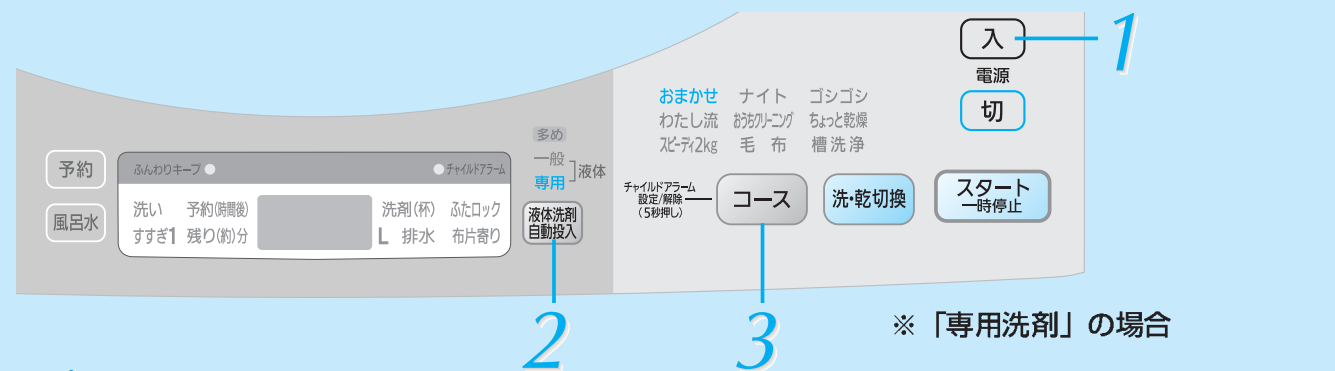 入
1
電源
切
おまかせ ナイト ゴシゴシ
わたし流 おうちクリーニング ちょっと乾燥
スピーディ2kg 毛布 槽洗浄
多め
一般
専用
液体
予約
風呂水
ふんわりキープ
チャイルドアラーム
洗い 予約(時間後) 洗剤(杯) ふたロック
すすぎ1 残り(約)分 L 排水 布片寄り
液体洗剤
自動投入
チャイルドアラーム
設定/解除
(5秒押し)
コース
洗・乾切換
スタート
一時停止
2
3
※「専用洗剤」の場合